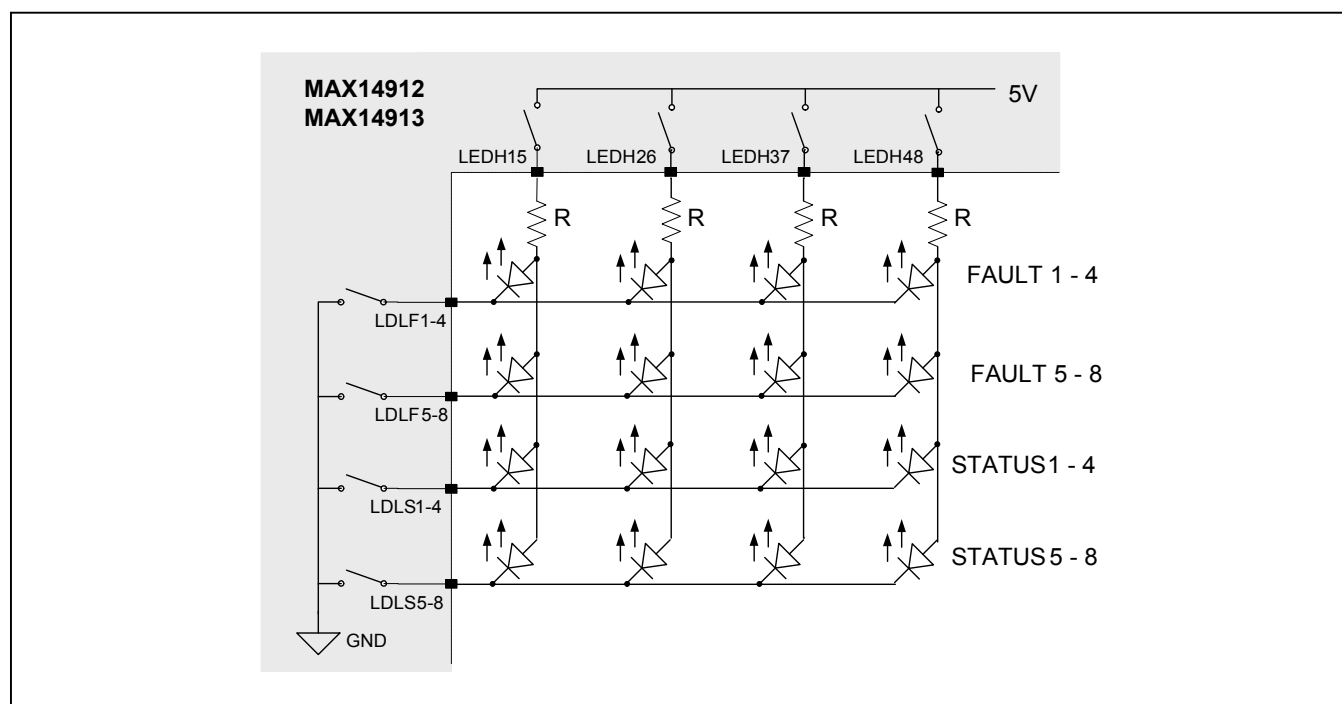 MAX14912
MAX14913
5V
LEDH15
LEDH26
LEDH37
LEDH48
R
R
R
R
FAULT 1 - 4
LDLF1-4
FAULT 5 - 8
LDLF5-8
STATUS1 - 4
LDLS1-4
STATUS5 - 8
LDLS5-8
GND